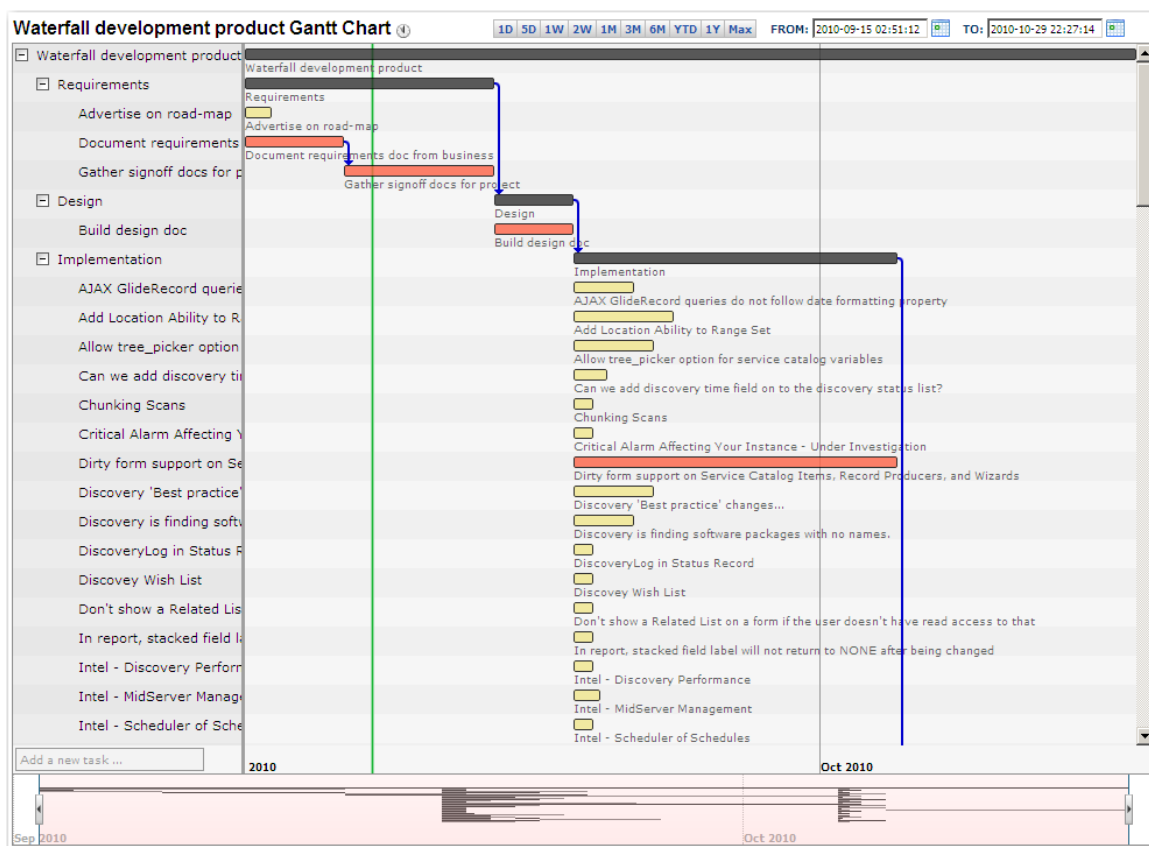 Waterfall development product Gantt Chart
1D 5D 1W 2W 1M 3M 6M YTD 1Y Max FROM: 2010-09-15 02:51:12 TO: 2010-10-29 22:27:14
Waterfall development product
Waterfall development product
Requirements
Requirements
Advertise on road-map
Advertise on road-map
Document requirements
Document requirements doc from business
Gather signoff docs for p
Gather signoff docs for project
Design
Design
Build design doc
Build design doc
Implementation
Implementation
AJAX GlideRecord querie
AJAX GlideRecord queries do not follow date formatting property
Add Location Ability to R
Add Location Ability to Range Set
Allow tree_picker option
Allow tree_picker option for service catalog variables
Can we add discovery ti
Can we add discovery time field on to the discovery status list?
Chunking Scans
Chunking Scans
Critical Alarm Affecting Y
Critical Alarm Affecting Your Instance - Under Investigation
Dirty form support on Se
Dirty form support on Service Catalog Items, Record Producers, and Wizards
Discovery 'Best practice'
Discovery 'Best practice' changes...
Discovery is finding softw
Discovery is finding software packages with no names.
DiscoveryLog in Status R
DiscoveryLog in Status Record
Discovey Wish List
Discovey Wish List
Don't show a Related Lis
Don't show a Related List on a form if the user doesn't have read access to that
In report, stacked field la
In report, stacked field label will not return to NONE after being changed
Intel - Discovery Perform
Intel - Discovery Performance
Intel - MidServer Manage
Intel - MidServer Management
Intel - Scheduler of Sche
Intel - Scheduler of Schedules
Add a new task ...
2010
Oct 2010
Sep 2010
Oct 2010